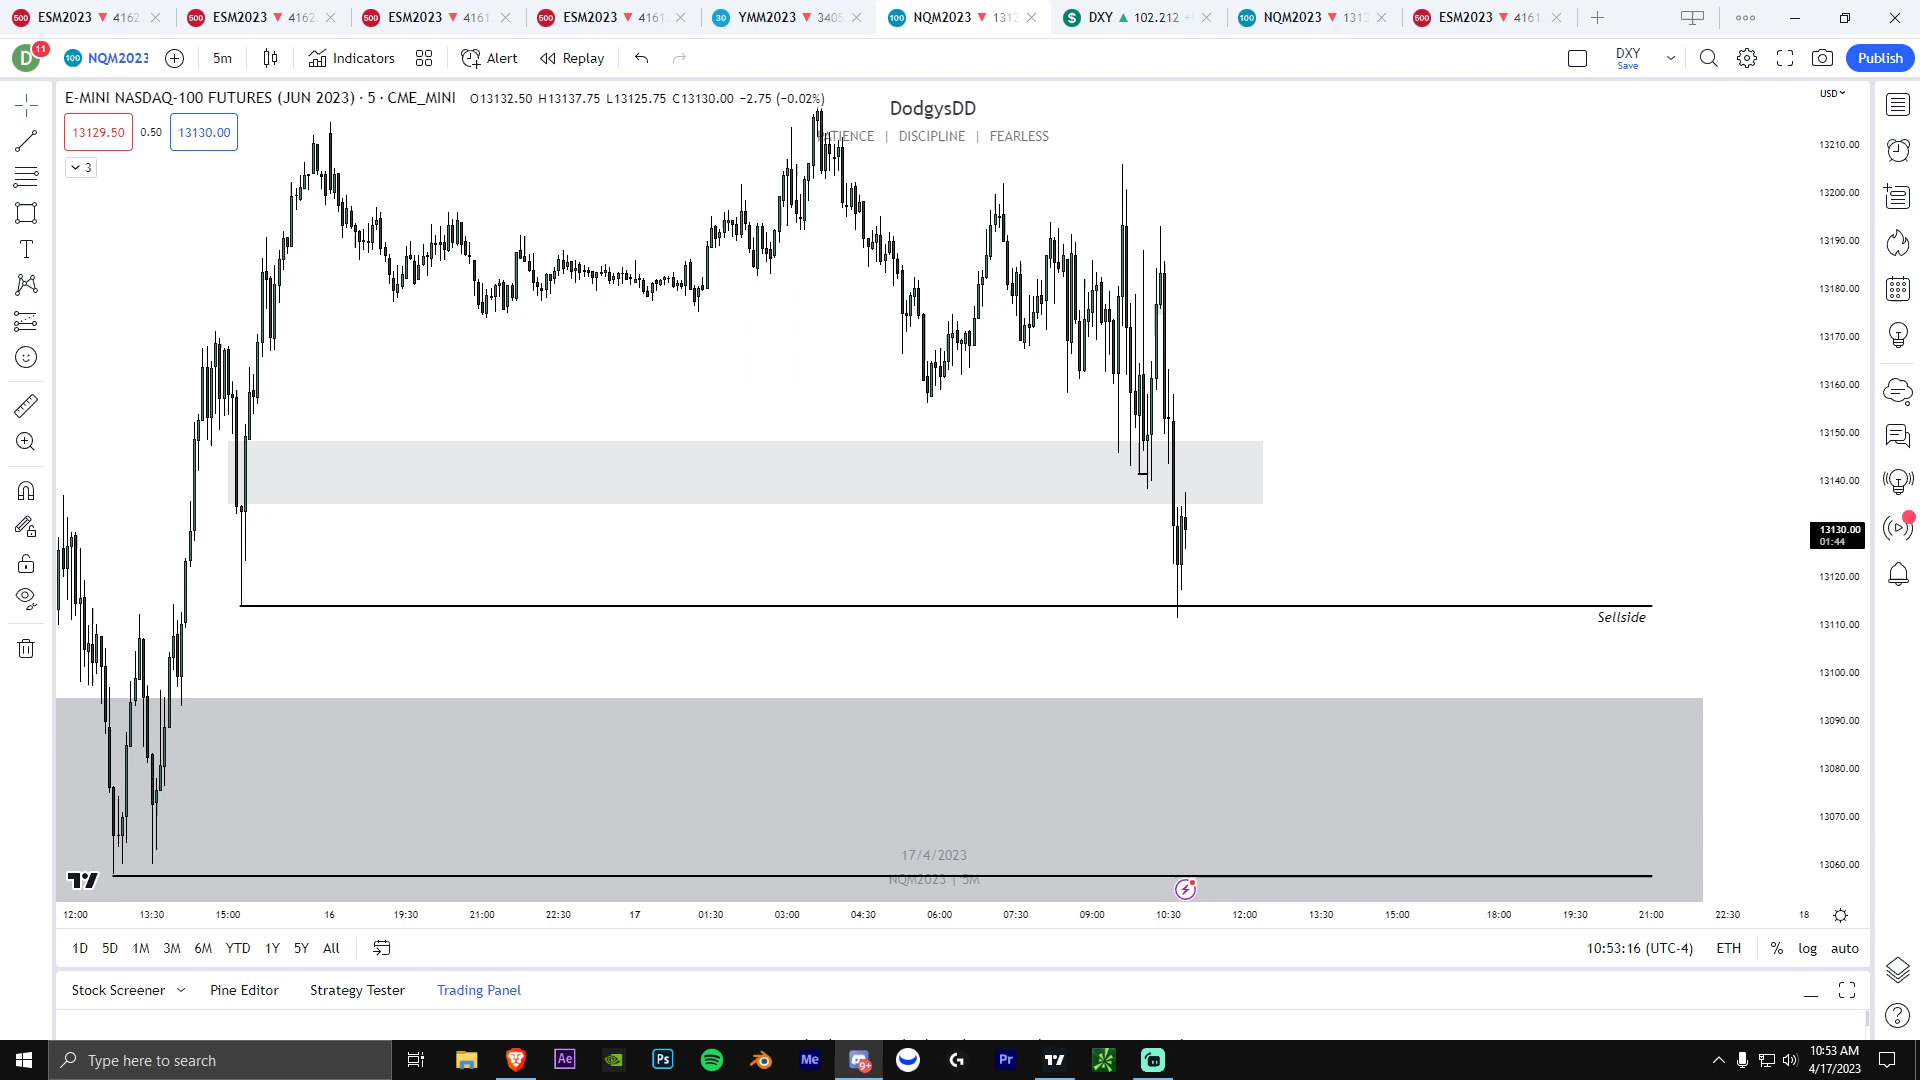 ESM2023 ▼ 4162
ESM2023 ▼ 4162
ESM2023 ▼ 4161
ESM2023 ▼ 4161
YMM2023 ▼ 3405
NQM2023 ▼ 1312
DXY ▲ 102.212
NQM2023 ▼ 1313
ESM2023 ▼ 4161
D 11 NQM2023 5m Indicators Alert Replay
DXY
Save
Publish
E-MINI NASDAQ-100 FUTURES (JUN 2023) · 5 · CME_MINI O13132.50 H13137.75 L13125.75 C13130.00 −2.75 (−0.02%)
USD
DodgysDD
13129.50 0.50 13130.00
| DISCIPLINE | FEARLESS
3
13210.00
13200.00
13190.00
13180.00
13170.00
13160.00
13150.00
13140.00
13130.00
01:44
13120.00
13110.00
13100.00
13090.00
13080.00
13070.00
13060.00
Sellside
17/4/2023
NQM2023 | 5M
12:00 13:30 15:00 16 19:30 21:00 22:30 17 01:30 03:00 04:30 06:00 07:30 09:00 10:30 12:00 13:30 15:00 18:00 19:30 21:00 22:30 18
1D 5D 1M 3M 6M YTD 1Y 5Y All
10:53:16 (UTC-4) ETH % log auto
Stock Screener Pine Editor Strategy Tester Trading Panel
Type here to search
Ae Ps Me 9+ Pr
10:53 AM
4/17/2023